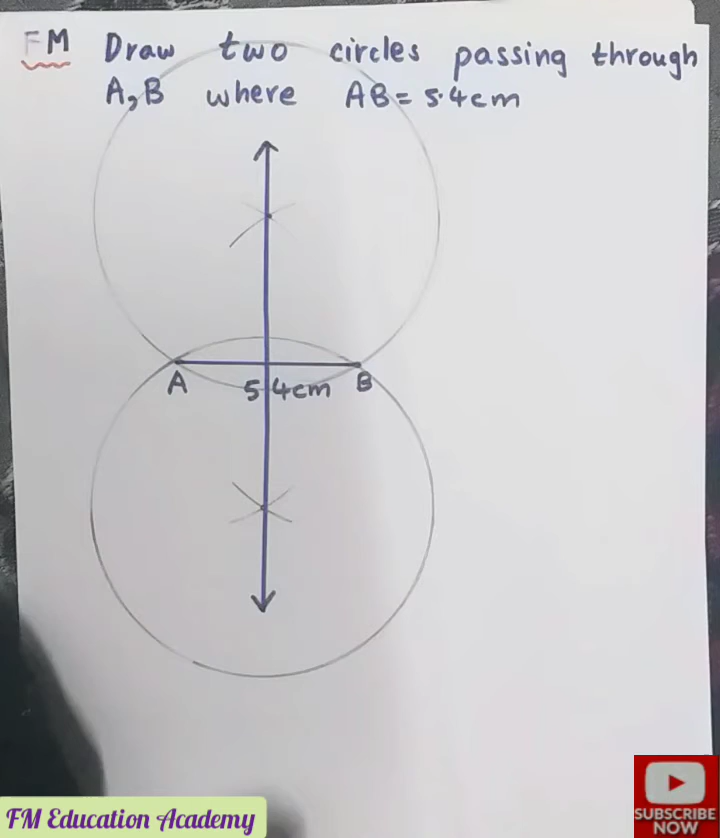 FM Draw two circles passing through
A,B where AB = 5.4cm
A 5.4cm B
FM Education Academy
SUBSCRIBE
NOW